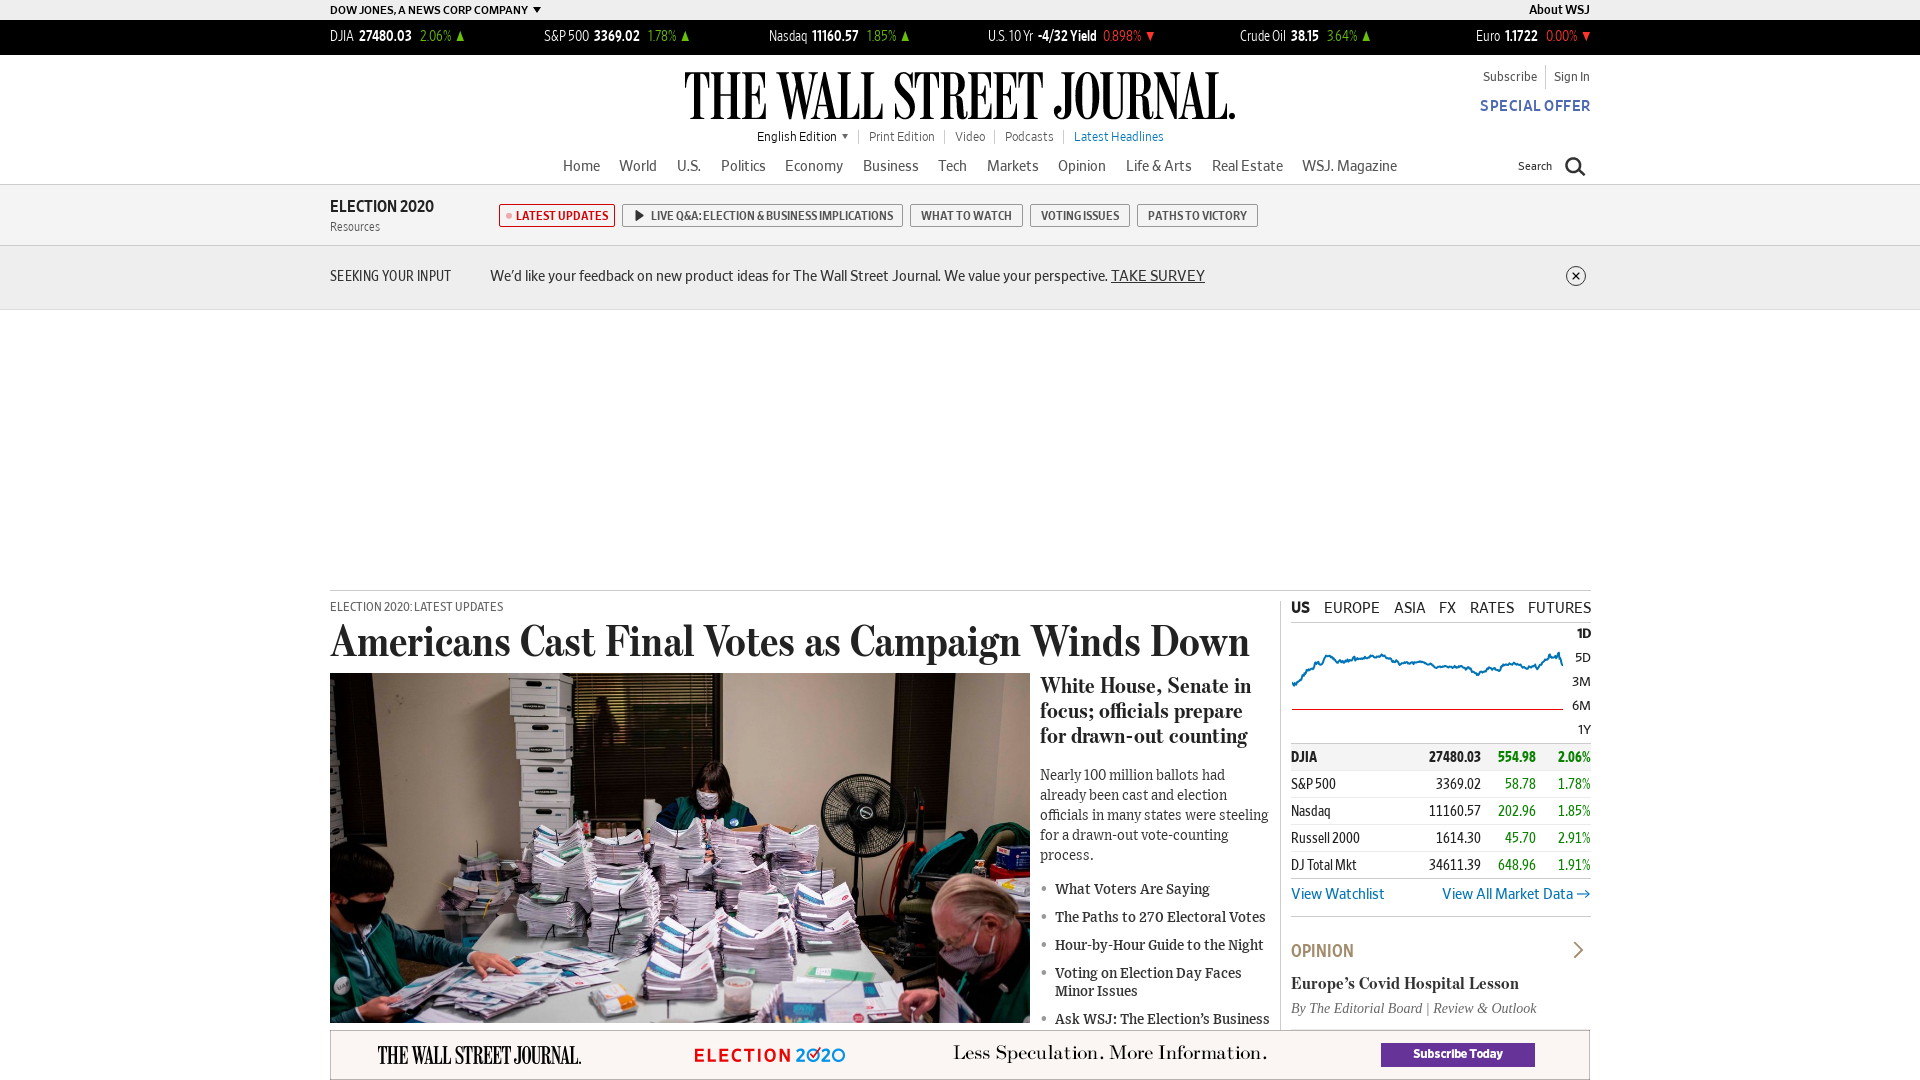 DOW JONES, A NEWS CORP COMPANY
About WSJ
DJIA 27480.03 2.06%
S&P 500 3369.02 1.78%
Nasdaq 11160.57 1.85%
U.S. 10 Yr -4/32 Yield 0.898%
Crude Oil 38.15 3.64%
Euro 1.1722 0.00%
THE WALL STREET JOURNAL.
Subscribe
Sign In
SPECIAL OFFER
English Edition
Print Edition
Video
Podcasts
Latest Headlines
Home World U.S. Politics Economy Business Tech Markets Opinion Life & Arts Real Estate WSJ. Magazine
Search
ELECTION 2020
Resources
LATEST UPDATES
LIVE Q&A: ELECTION & BUSINESS IMPLICATIONS
WHAT TO WATCH
VOTING ISSUES
PATHS TO VICTORY
SEEKING YOUR INPUT
We’d like your feedback on new product ideas for The Wall Street Journal. We value your perspective. TAKE SURVEY
ELECTION 2020: LATEST UPDATES
Americans Cast Final Votes as Campaign Winds Down
White House, Senate in
focus; officials prepare
for drawn-out counting
Nearly 100 million ballots had
already been cast and election
officials in many states were steeling
for a drawn-out vote-counting
process.
• What Voters Are Saying
• The Paths to 270 Electoral Votes
• Hour-by-Hour Guide to the Night
• Voting on Election Day Faces
Minor Issues
• Ask WSJ: The Election’s Business
US EUROPE ASIA FX RATES FUTURES
1D
5D
3M
6M
1Y
DJIA 27480.03 554.98 2.06%
S&P 500 3369.02 58.78 1.78%
Nasdaq 11160.57 202.96 1.85%
Russell 2000 1614.30 45.70 2.91%
DJ Total Mkt 34611.39 648.96 1.91%
View Watchlist
View All Market Data →
OPINION
Europe’s Covid Hospital Lesson
By The Editorial Board | Review & Outlook
THE WALL STREET JOURNAL.
ELECTION 2020
Less Speculation. More Information.
Subscribe Today